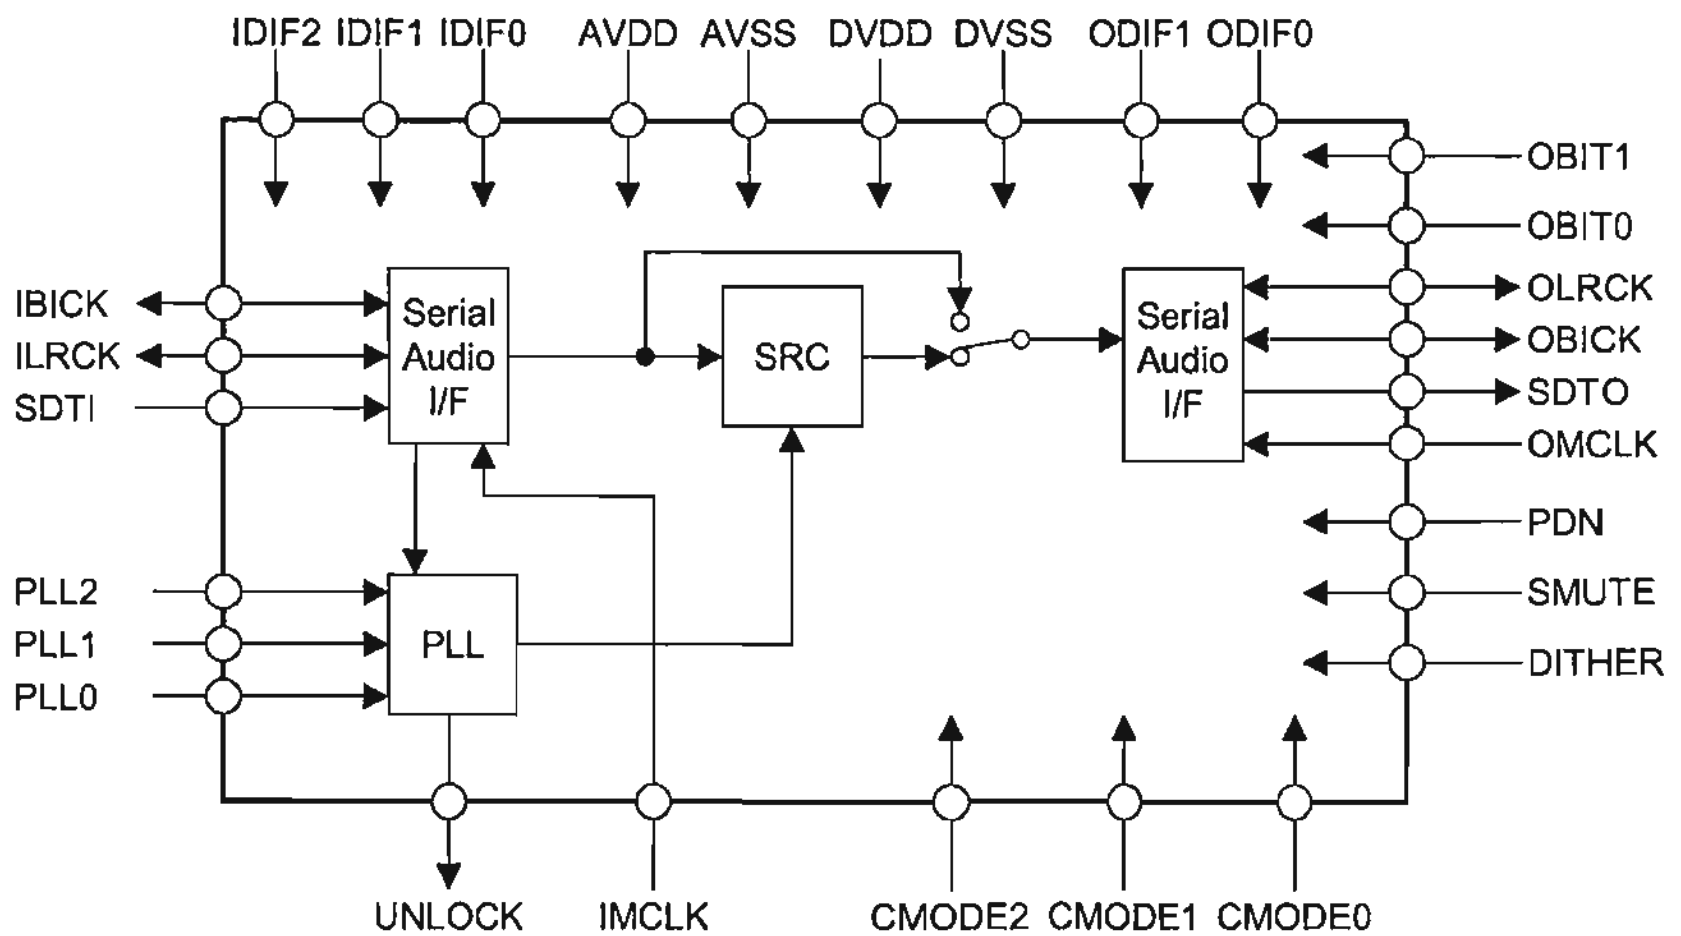 IDIF2 IDIF1 IDIF0 AVDD AVSS DVDD DVSS ODIF1 ODIF0
OBIT1
OBIT0
IBICK
ILRCK
SDTI
Serial
Audio
I/F
SRC
Serial
Audio
I/F
OLRCK
OBICK
SDTO
OMCLK
PDN
SMUTE
DITHER
PLL2
PLL1
PLL0
PLL
UNLOCK IMCLK CMODE2 CMODE1 CMODE0